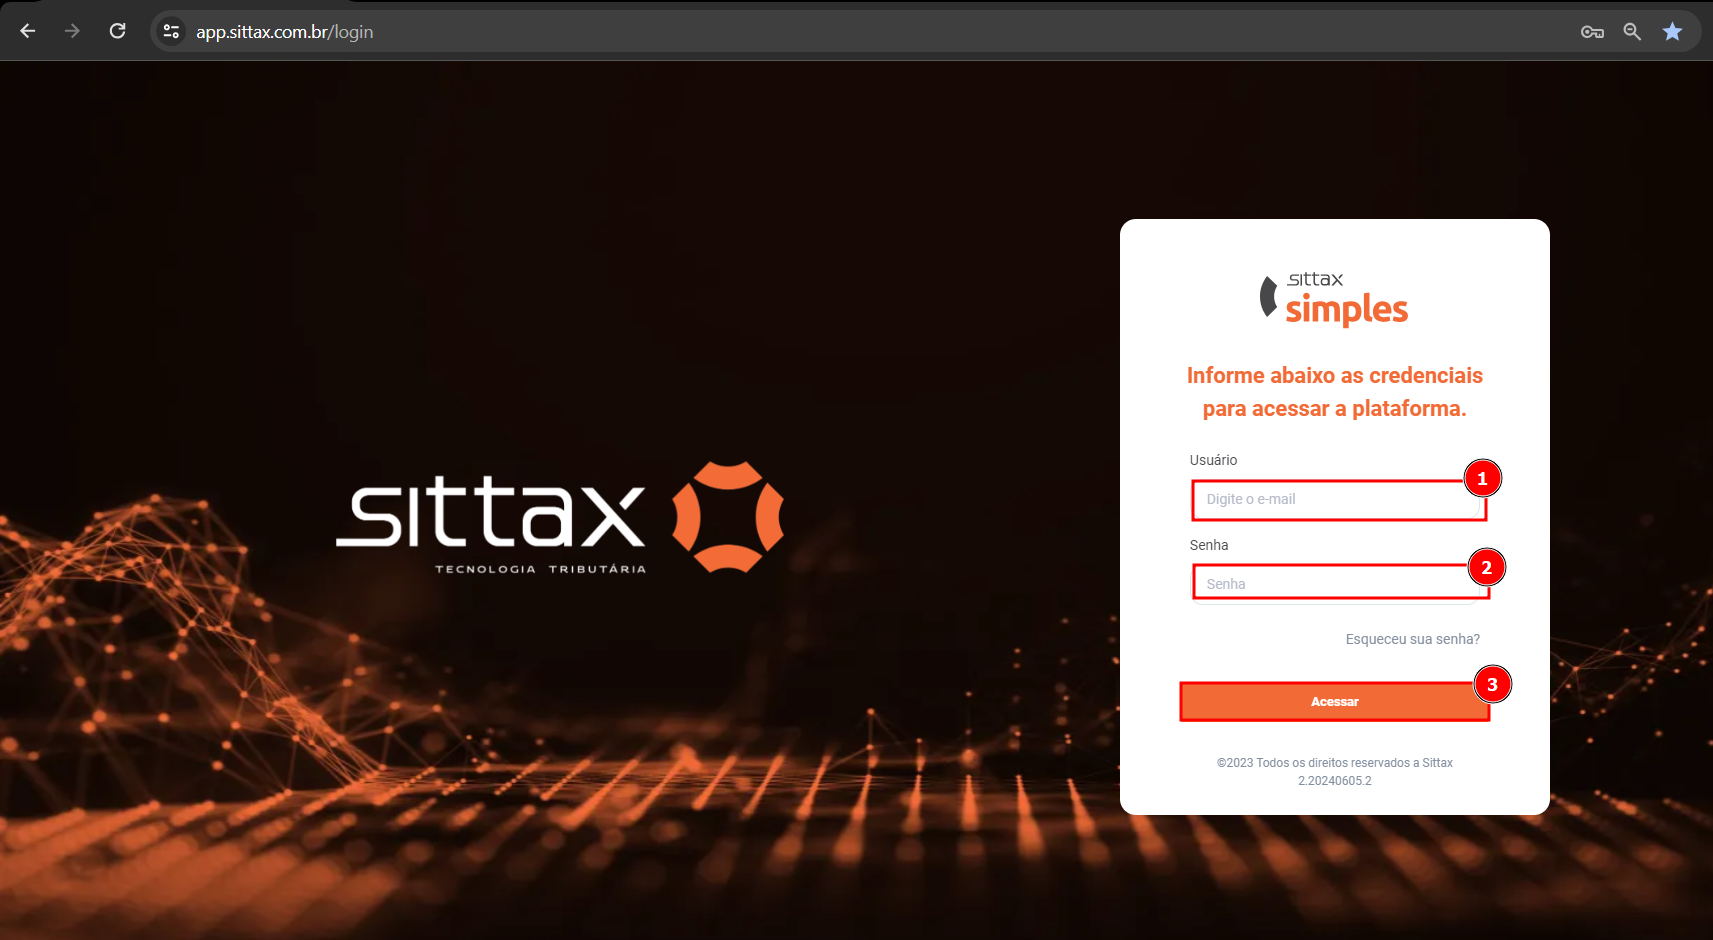 app.sittax.com.br/login
sittax
TECNOLOGIA TRIBUTÁRIA
sittax
simples
Informe abaixo as credenciais
para acessar a plataforma.
Usuário
1
Digite o e-mail
Senha
2
Senha
Esqueceu sua senha?
3
Acessar
©2023 Todos os direitos reservados a Sittax
2.20240605.2